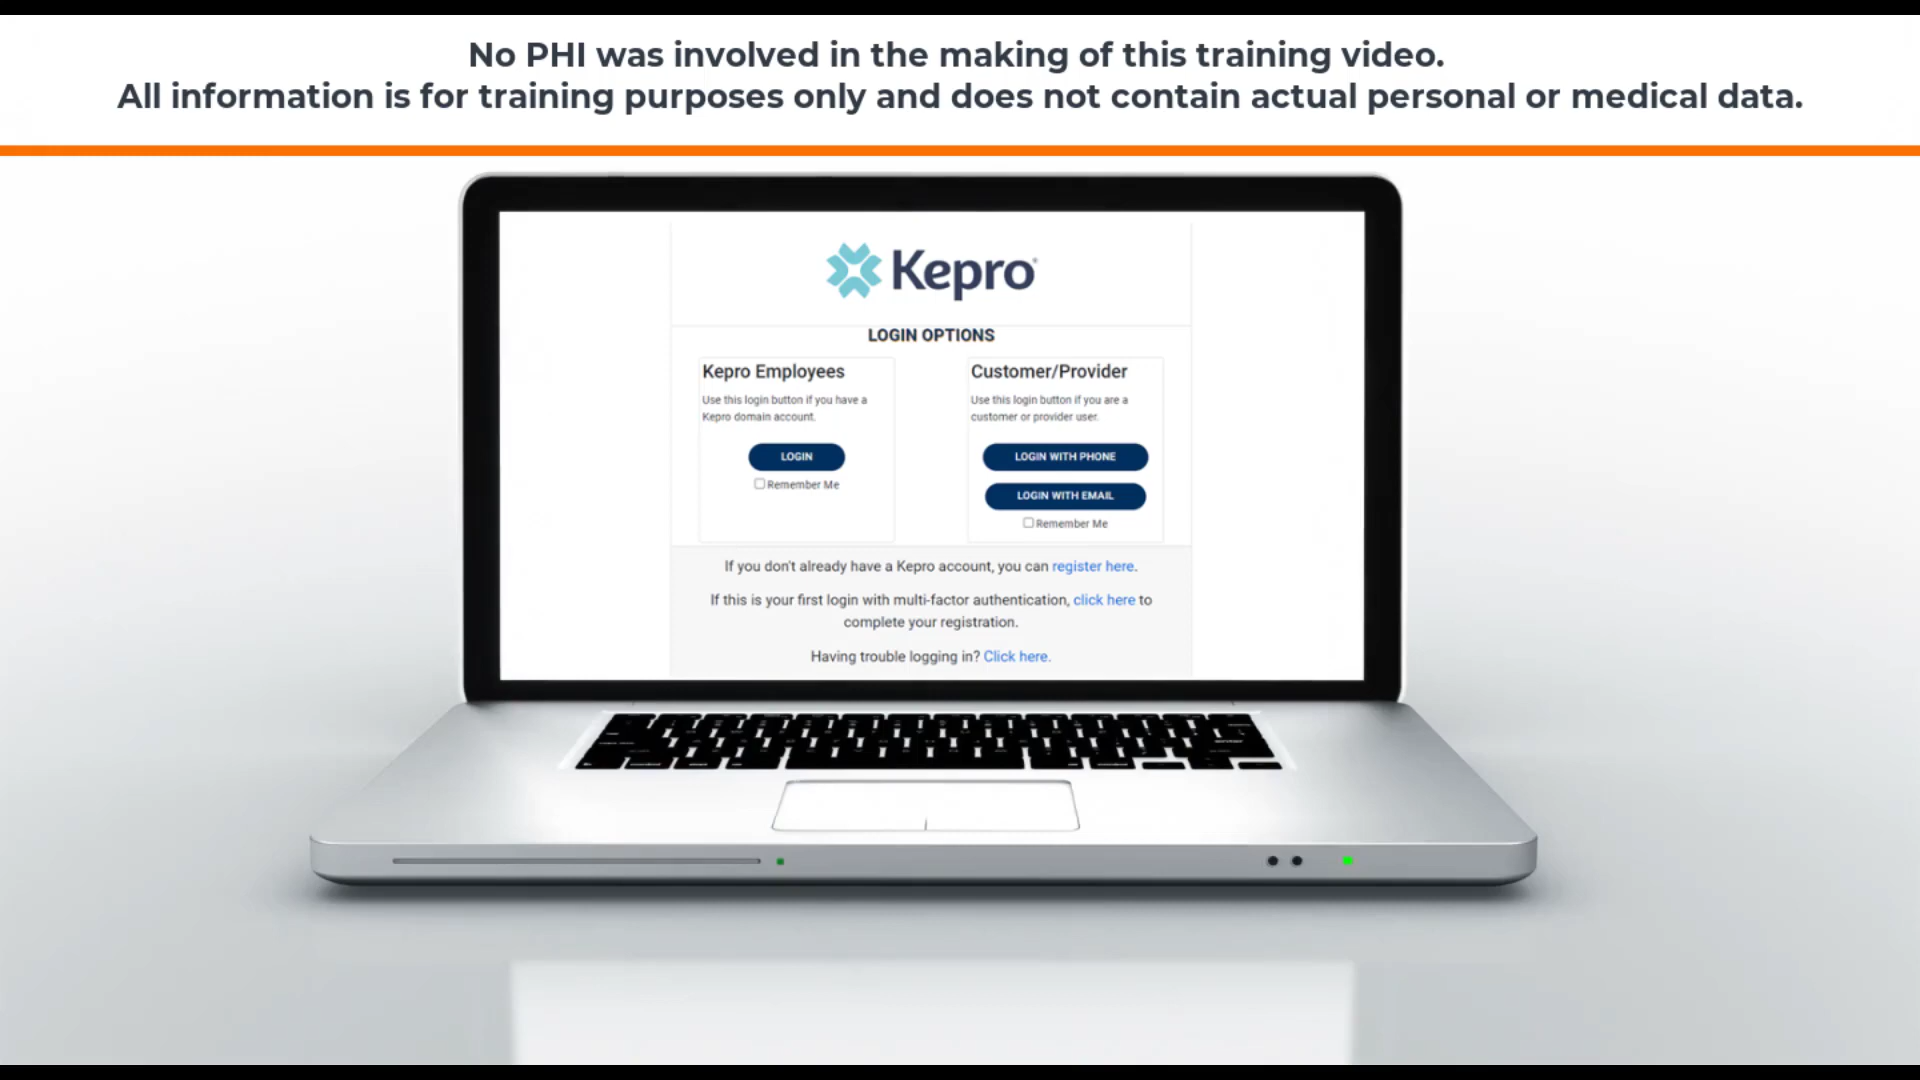 No PHI was involved in the making of this training video.
All information is for training purposes only and does not contain actual personal or medical data.
Kepro
LOGIN OPTIONS
Kepro Employees
Use this login button if you have a
Kepro domain account.
LOGIN
Remember Me
Customer/Provider
Use this login button if you are a
customer or provider user.
LOGIN WITH PHONE
LOGIN WITH EMAIL
Remember Me
If you don't already have a Kepro account, you can register here.
If this is your first login with multi-factor authentication, click here to
complete your registration.
Having trouble logging in? Click here.